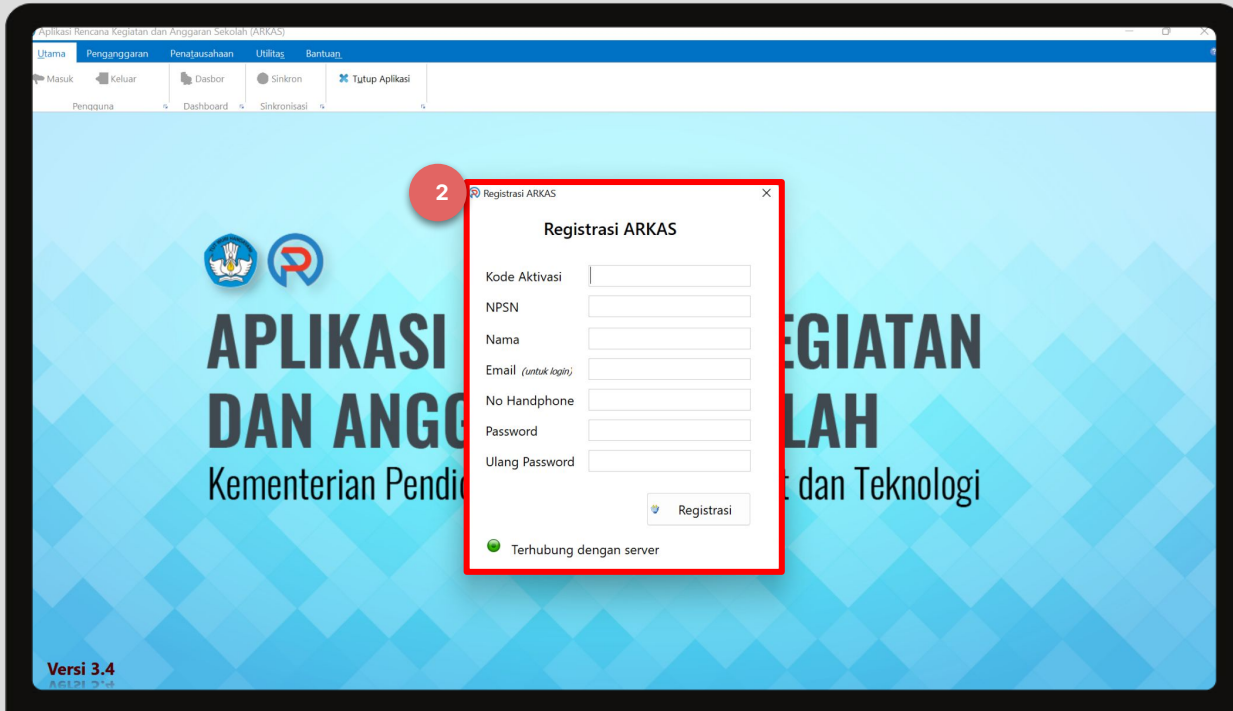 Aplikasi Rencana Kegiatan dan Anggaran Sekolah (ARKAS)
Utama Penganggaran Penatausahaan Utilitas Bantuan
Masuk Keluar Dasbor Sinkron Tutup Aplikasi
Pengguna Dashboard Sinkronisasi
2
Registrasi ARKAS
Registrasi ARKAS
Kode Aktivasi
NPSN
Nama
Email (untuk login)
No Handphone
Password
Ulang Password
Registrasi
Terhubung dengan server
APLIKASI EGIATAN
DAN ANGG LAH
Kementerian Pendid t dan Teknologi
Versi 3.4